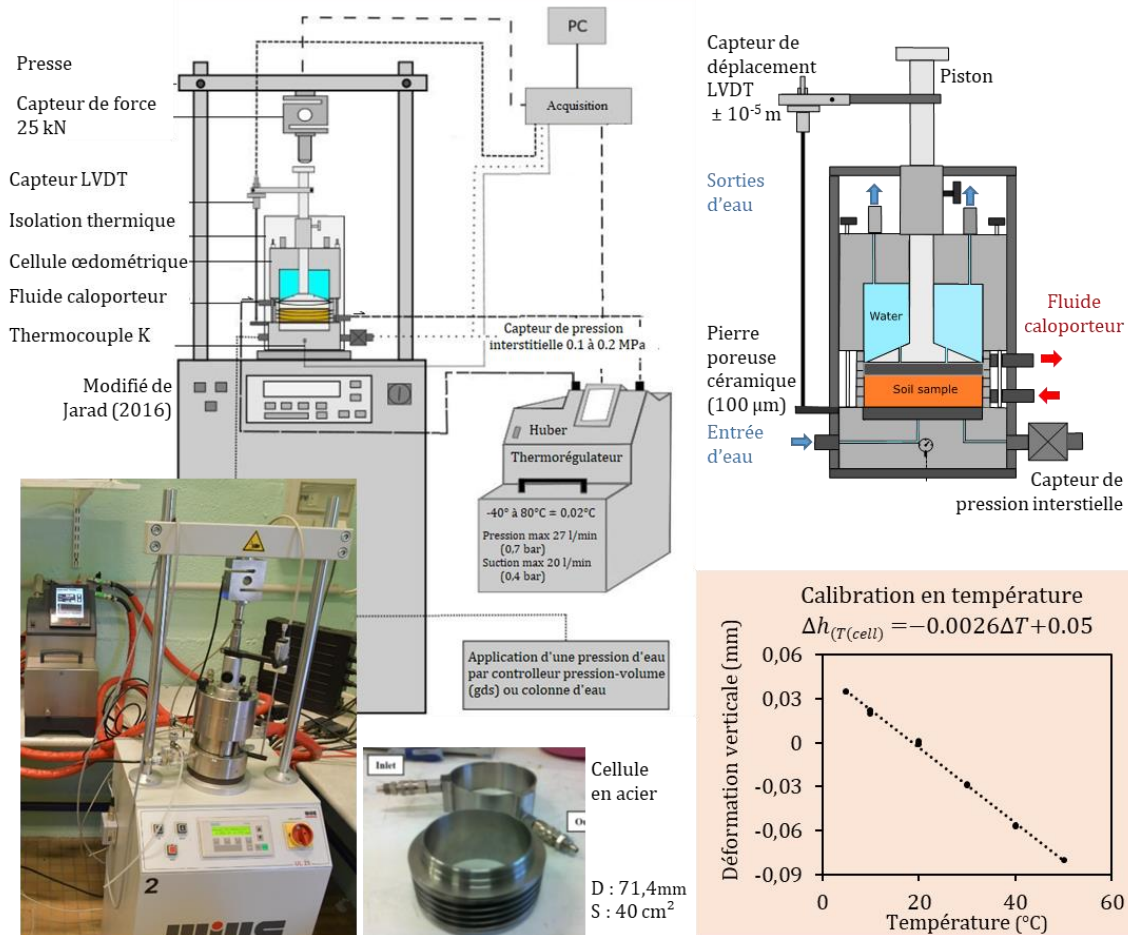 PC
Acquisition
Presse
Capteur de force
25 kN
Capteur LVDT
Isolation thermique
Cellule œdométrique
Fluide caloporteur
Thermocouple K
Modifié de
Jarad (2016)
Capteur de pression
interstitielle 0.1 à 0.2 MPa
Huber
Thermorégulateur
-40° à 80°C = 0,02°C
Pression max 27 l/min
(0.7 bar)
Suction max 20 l/min
(0.4 bar)
Application d'une pression d'eau
par controlleur pression-volume
(gds) ou colonne d'eau
Capteur de
déplacement
LVDT
± 10⁻⁵ m
Piston
Sorties
d'eau
Water
Fluide
caloporteur
Pierre
poreuse
céramique
(100 µm)
Soil sample
Entrée
d'eau
Capteur de
pression interstielle
2
Inlet
Ou
Cellule
en acier
D : 71,4mm
S : 40 cm²
Calibration en température
Δh(T(cell) =−0.0026ΔT+0.05
Déformation verticale (mm)
0,06
0,03
0
-0,03
-0,06
-0,09
0 20 40 60
Température (°C)